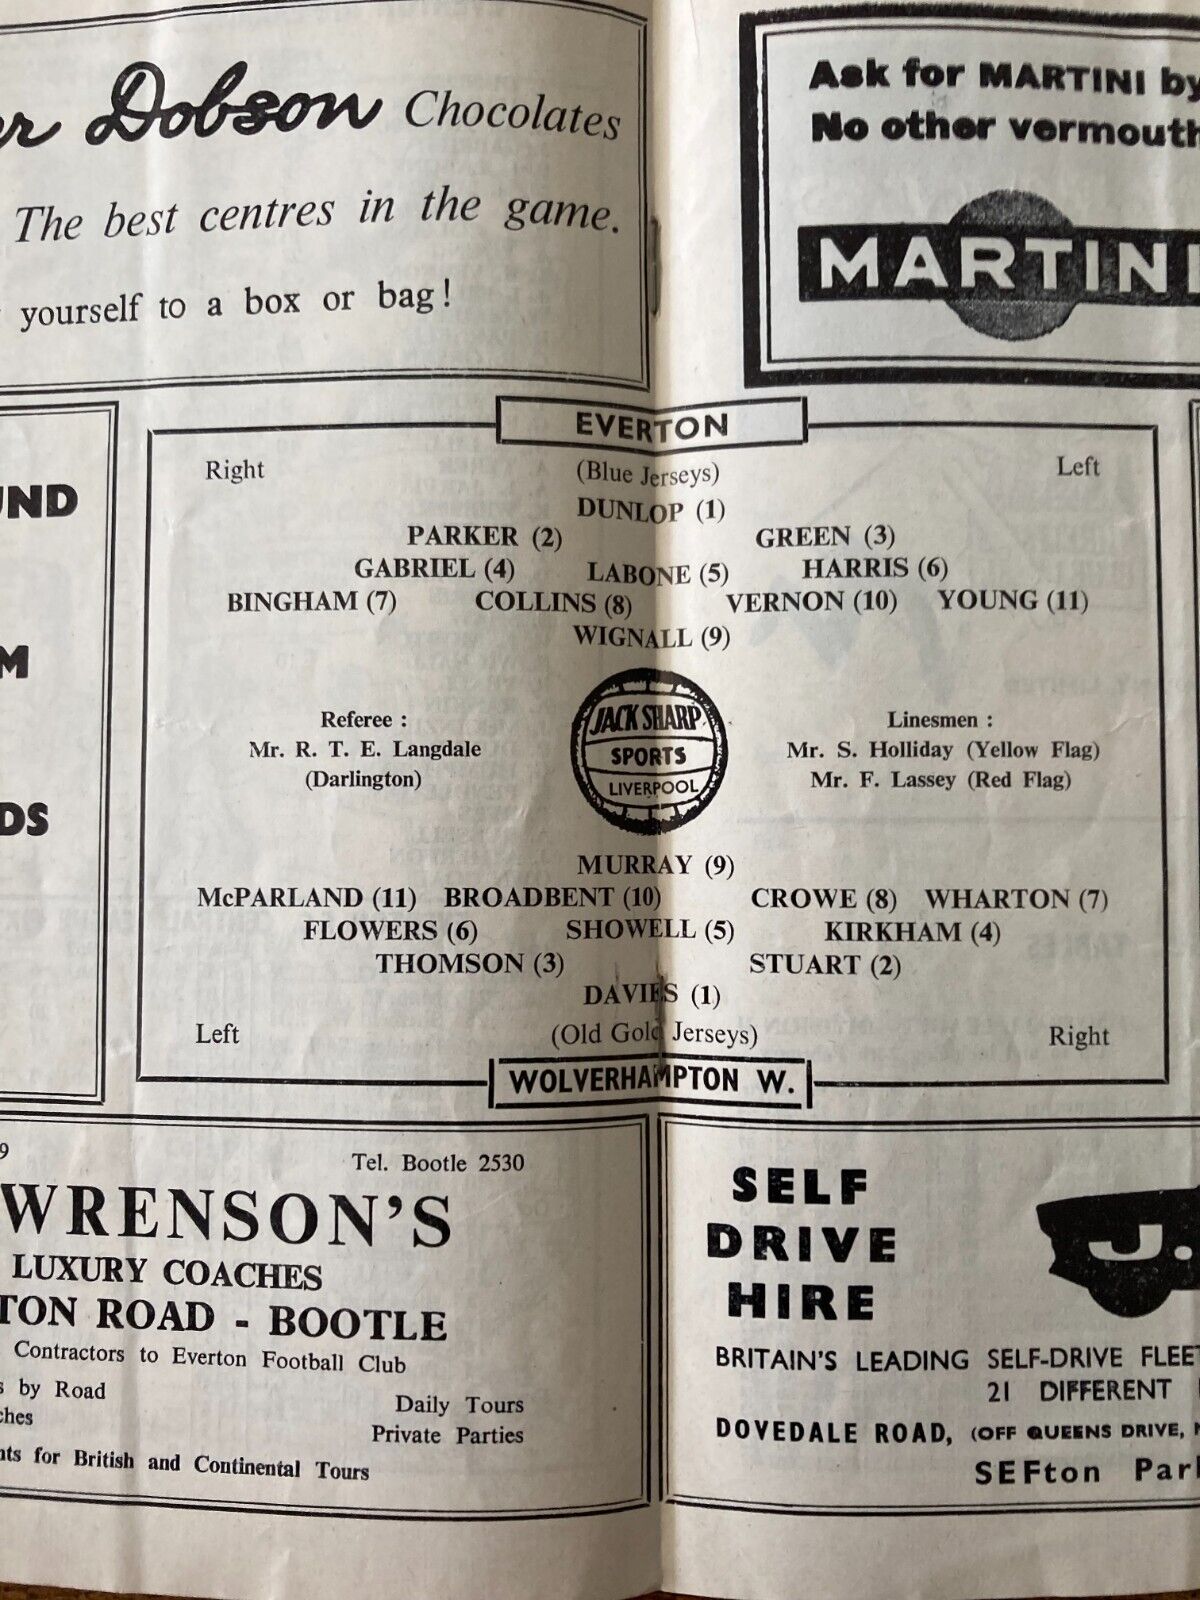 Dobson Chocolates
The best centres in the game.
yourself to a box or bag!
Ask for MARTINI by
No other vermouth
MARTINI
EVERTON
Right (Blue Jerseys) Left
DUNLOP (1)
PARKER (2) GREEN (3)
GABRIEL (4) LABONE (5) HARRIS (6)
BINGHAM (7) COLLINS (8) VERNON (10) YOUNG (11)
WIGNALL (9)
Referee :
Mr. R. T. E. Langdale
(Darlington)
JACK SHARP
SPORTS
LIVERPOOL
Linesmen :
Mr. S. Holliday (Yellow Flag)
Mr. F. Lassey (Red Flag)
MURRAY (9)
McPARLAND (11) BROADBENT (10) CROWE (8) WHARTON (7)
FLOWERS (6) SHOWELL (5) KIRKHAM (4)
THOMSON (3) STUART (2)
DAVIES (1)
Left (Old Gold Jerseys) Right
WOLVERHAMPTON W.
UND
M
DS
9 Tel. Bootle 2530
WRENSON'S
LUXURY COACHES
TON ROAD - BOOTLE
Contractors to Everton Football Club
s by Road Daily Tours
ches Private Parties
nts for British and Continental Tours
SELF
DRIVE
HIRE
J.
BRITAIN'S LEADING SELF-DRIVE FLEET
21 DIFFERENT
DOVEDALE ROAD, (OFF QUEENS DRIVE,
SEFton Par